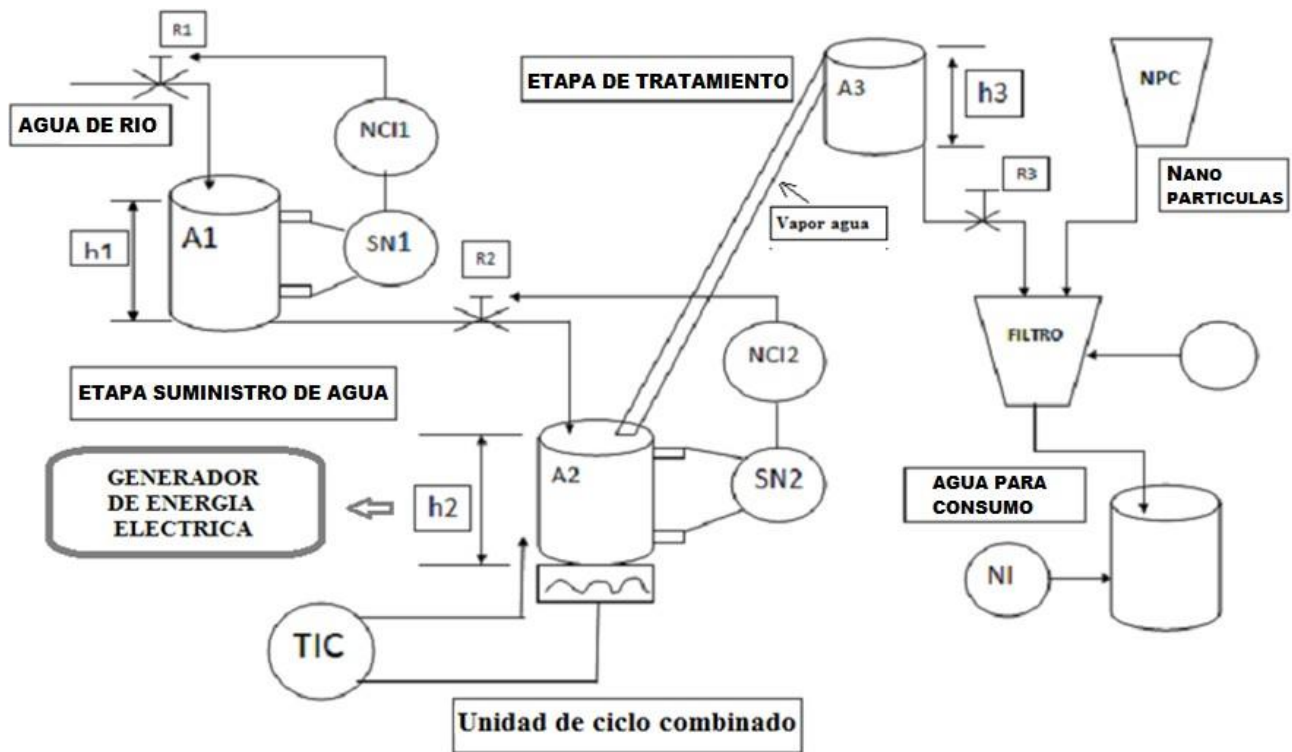 R1
AGUA DE RIO
NCI1
h1
A1
SN1
R2
ETAPA DE TRATAMIENTO
A3
h3
NPC
Vapor agua
R3
Nano
PARTICULAS
FILTRO
ETAPA SUMINISTRO DE AGUA
NCI2
GENERADOR
DE ENERGIA
ELECTRICA
h2
A2
SN2
AGUA PARA
CONSUMO
NI
TIC
Unidad de ciclo combinado